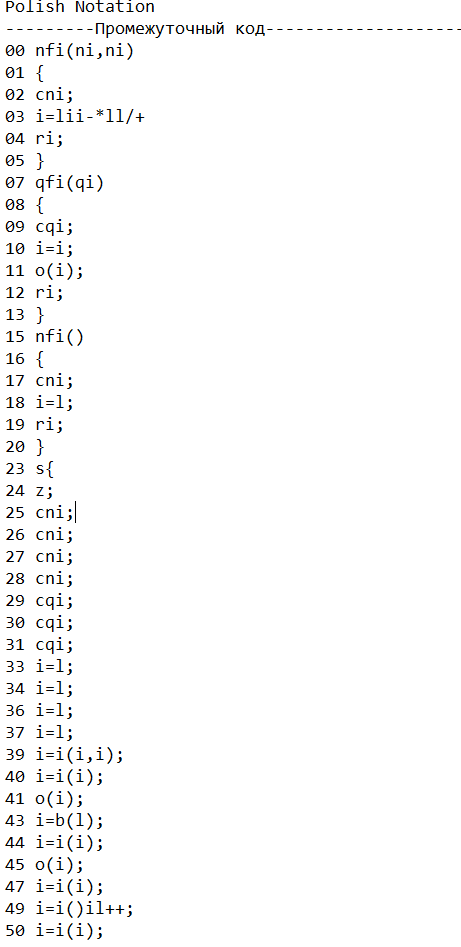 Polish Notation
---------Промежуточный код--------------------
00 nfi(ni,ni)
01 {
02 cni;
03 i=lii-*ll/+
04 ri;
05 }
07 qfi(qi)
08 {
09 cqi;
10 i=i;
11 o(i);
12 ri;
13 }
15 nfi()
16 {
17 cni;
18 i=l;
19 ri;
20 }
23 s{
24 z;
25 cni;
26 cni;
27 cni;
28 cni;
29 cqi;
30 cqi;
31 cqi;
33 i=l;
34 i=l;
36 i=l;
37 i=l;
39 i=i(i,i);
40 i=i(i);
41 o(i);
43 i=b(l);
44 i=i(i);
45 o(i);
47 i=i(i);
49 i=i()il++;
50 i=i(i);